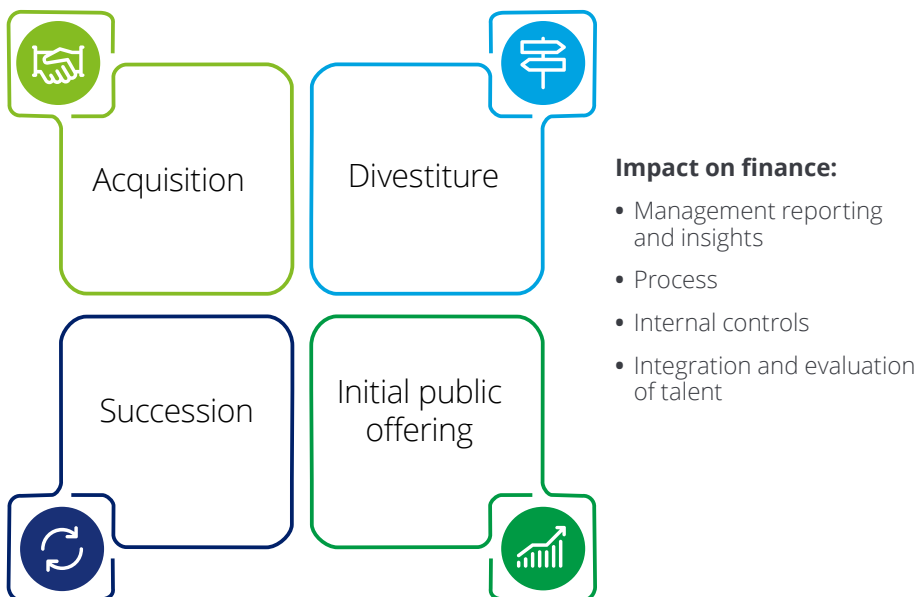 Acquisition
Divestiture
Succession
Initial public
offering
Impact on finance:
• Management reporting
and insights
• Process
• Internal controls
• Integration and evaluation
of talent